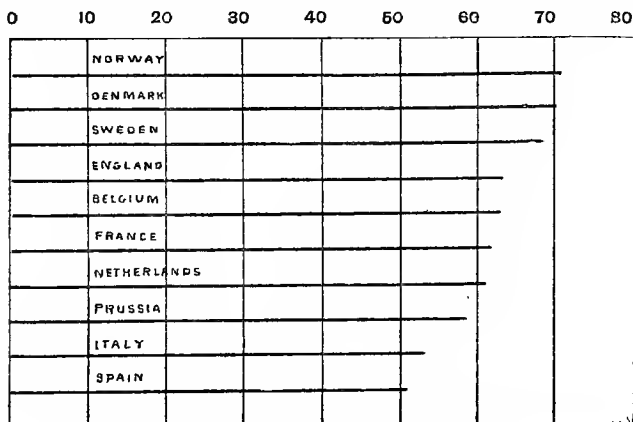 0 10 20 30 40 50 60 70 80
NORWAY
DENMARK
SWEDEN
ENGLAND
BELGIUM
FRANCE
NETHERLANDS
PRUSSIA
ITALY
SPAIN